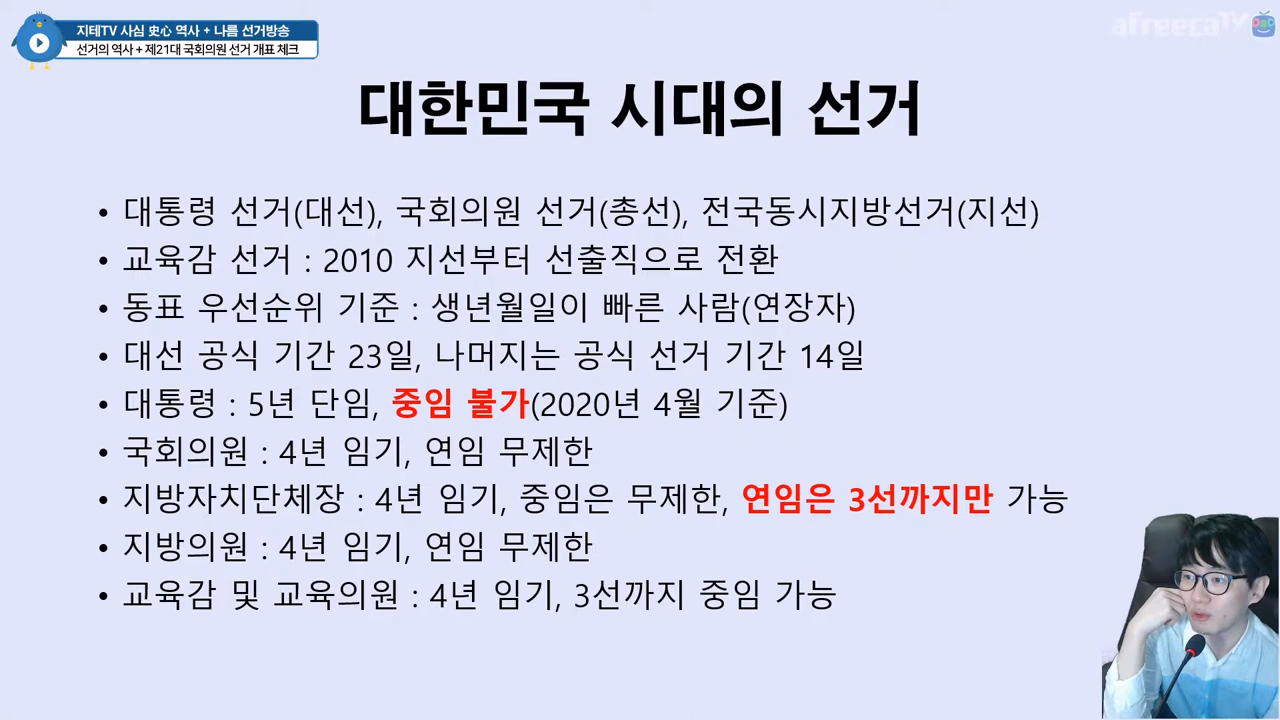 지테TV 사심 史心 역사 + 나름 선거방송
선거의 역사 + 제21대 국회의원 선거 개표 체크
afreecaTV
대한민국 시대의 선거
• 대통령 선거(대선), 국회의원 선거(총선), 전국동시지방선거(지선)
• 교육감 선거 : 2010 지선부터 선출직으로 전환
• 동표 우선순위 기준 : 생년월일이 빠른 사람(연장자)
• 대선 공식 기간 23일, 나머지는 공식 선거 기간 14일
• 대통령 : 5년 단임, 중임 불가(2020년 4월 기준)
• 국회의원 : 4년 임기, 연임 무제한
• 지방자치단체장 : 4년 임기, 중임은 무제한, 연임은 3선까지만 가능
• 지방의원 : 4년 임기, 연임 무제한
• 교육감 및 교육의원 : 4년 임기, 3선까지 중임 가능